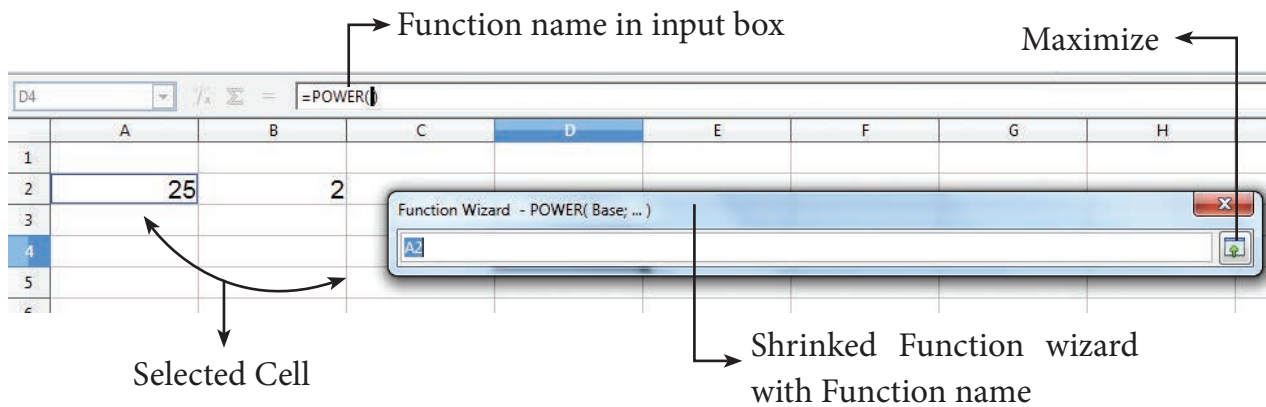 Function name in input box
Maximize
D4 =POWER()
A B C D E F G H
1
2 25 2
Function Wizard - POWER( Base; ... )
3
A2
4
5
6
Selected Cell
Shrinked Function wizard
with Function name